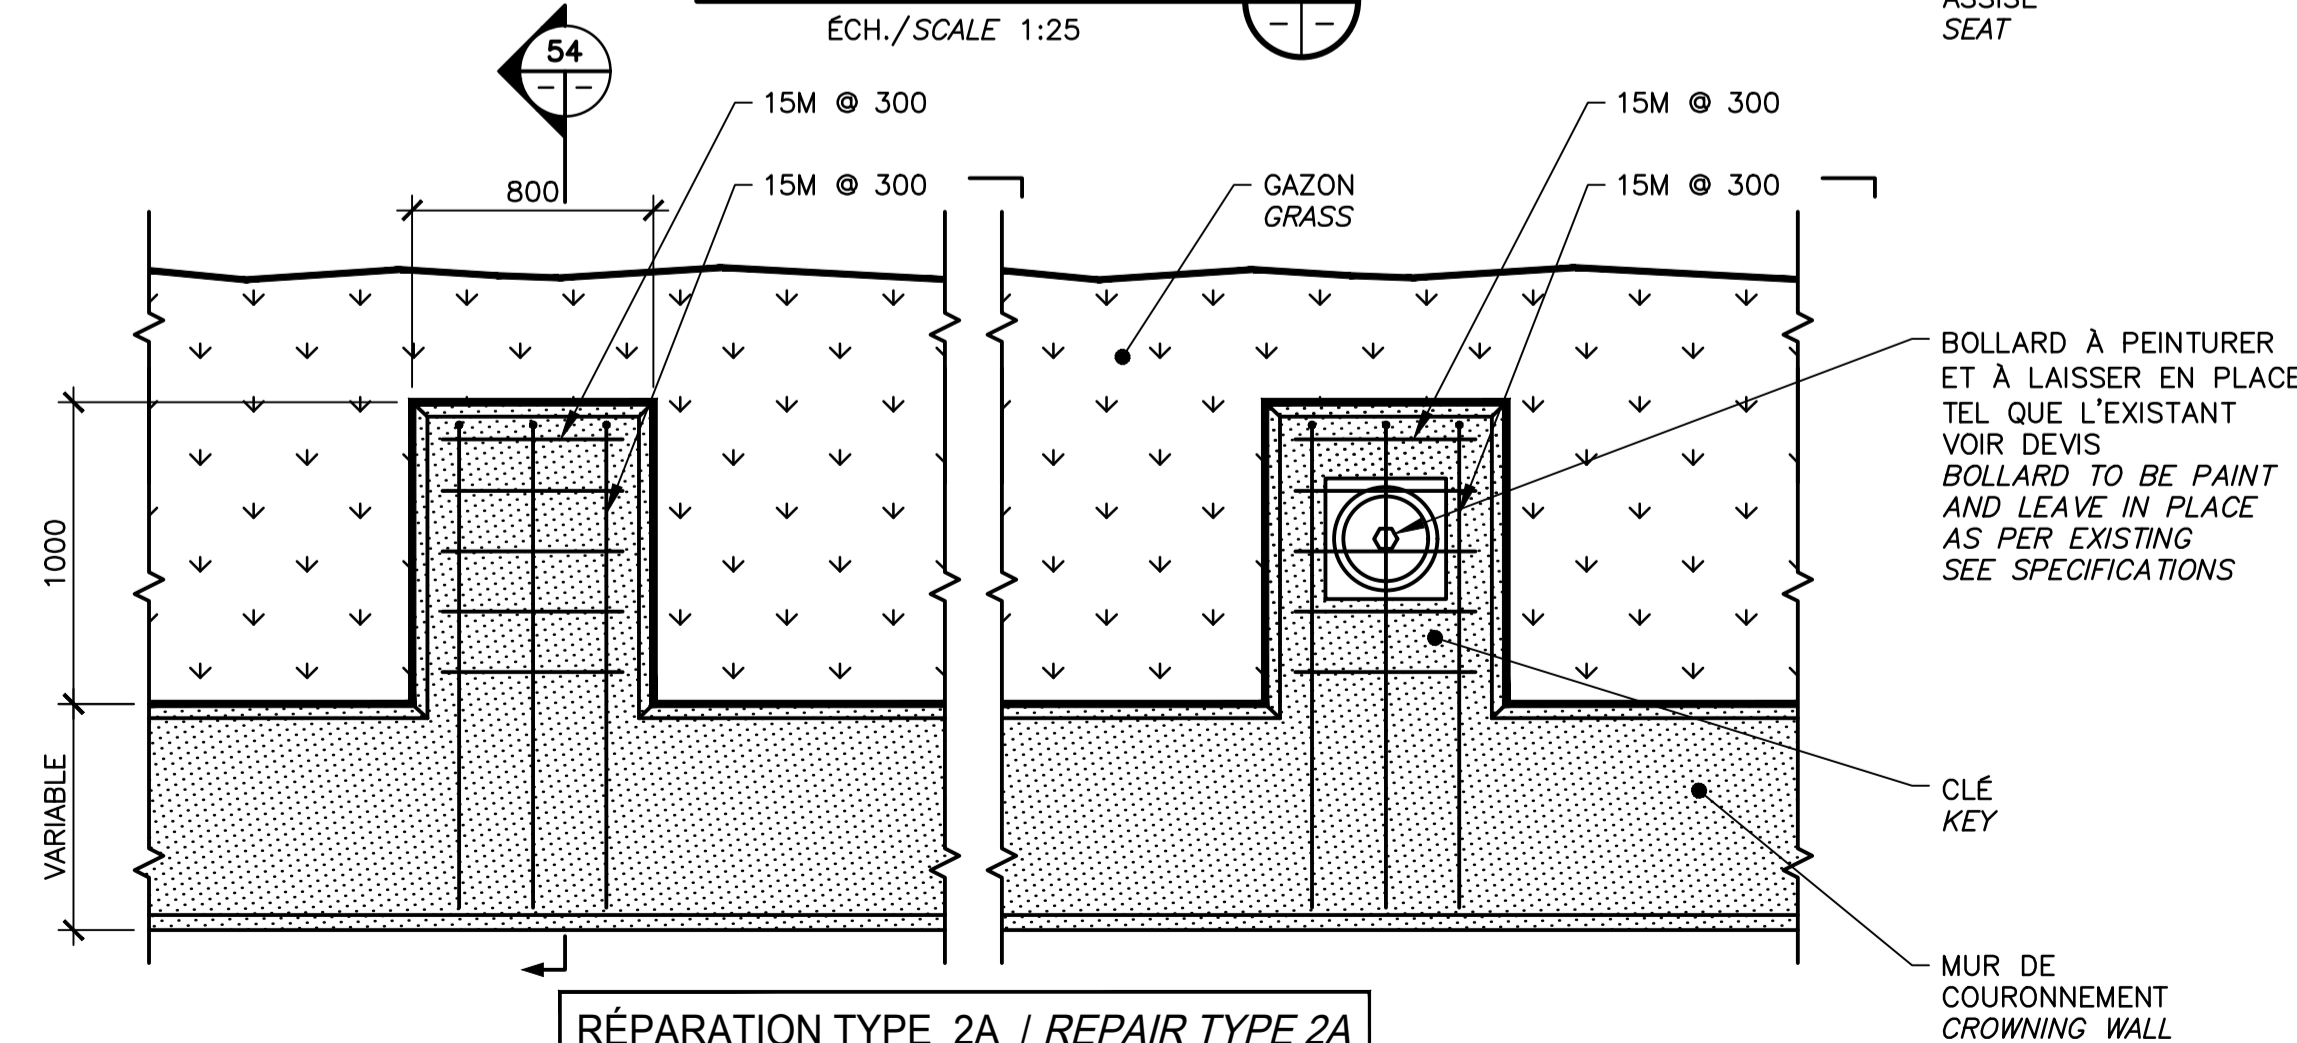 ÉCH./SCALE 1:25
SEAT
54
- -
- -
15M @ 300
15M @ 300
15M @ 300
15M @ 300
800
GAZON
GRASS
BOLLARD À PEINTURER
ET À LAISSER EN PLACE
TEL QUE L'EXISTANT
VOIR DEVIS
BOLLARD TO BE PAINT
AND LEAVE IN PLACE
AS PER EXISTING
SEE SPECIFICATIONS
1000
VARIABLE
CLÉ
KEY
MUR DE
COURONNEMENT
CROWNING WALL
RÉPARATION TYPE 2A / REPAIR TYPE 2A